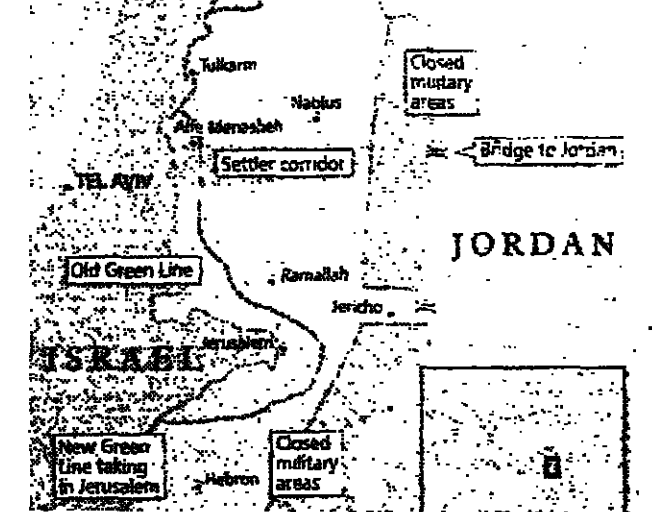 Tulkarm
Closed
military
areas
Nablus
Alfe Menasheh
Bridge to Jordan
Settler corridor
TEL AVIV
JORDAN
Old Green Line
Ramallah
Jericho
Jerusalem
ISRAEL
New Green
Line taking
in Jerusalem
Closed
military
areas
Hebron